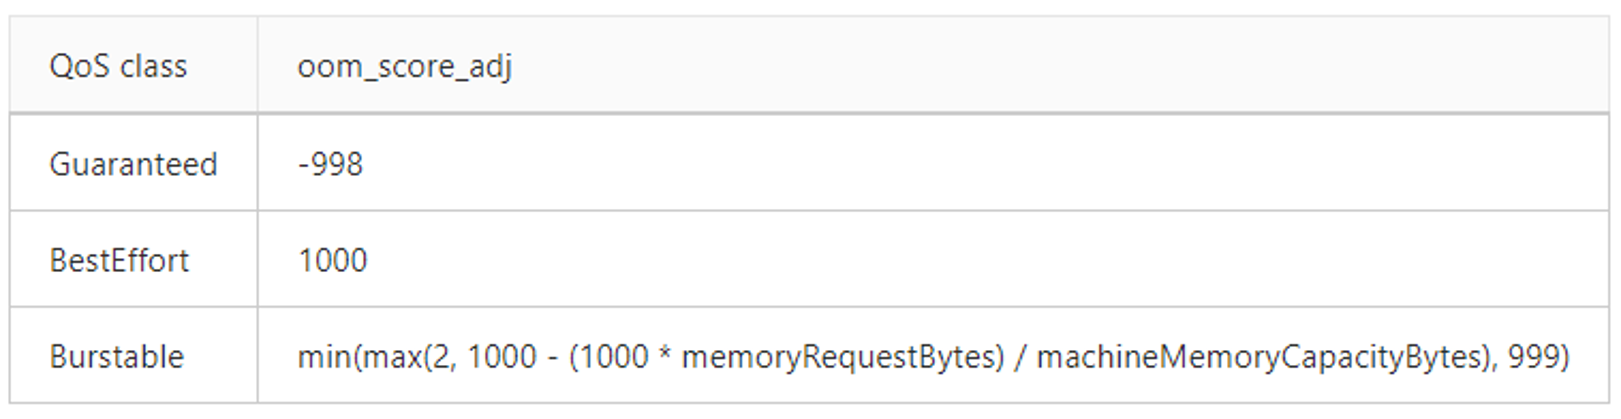 QoS class oom_score_adj
Guaranteed -998
BestEffort 1000
Burstable min(max(2, 1000 - (1000 * memoryRequestBytes) / machineMemoryCapacityBytes), 999)